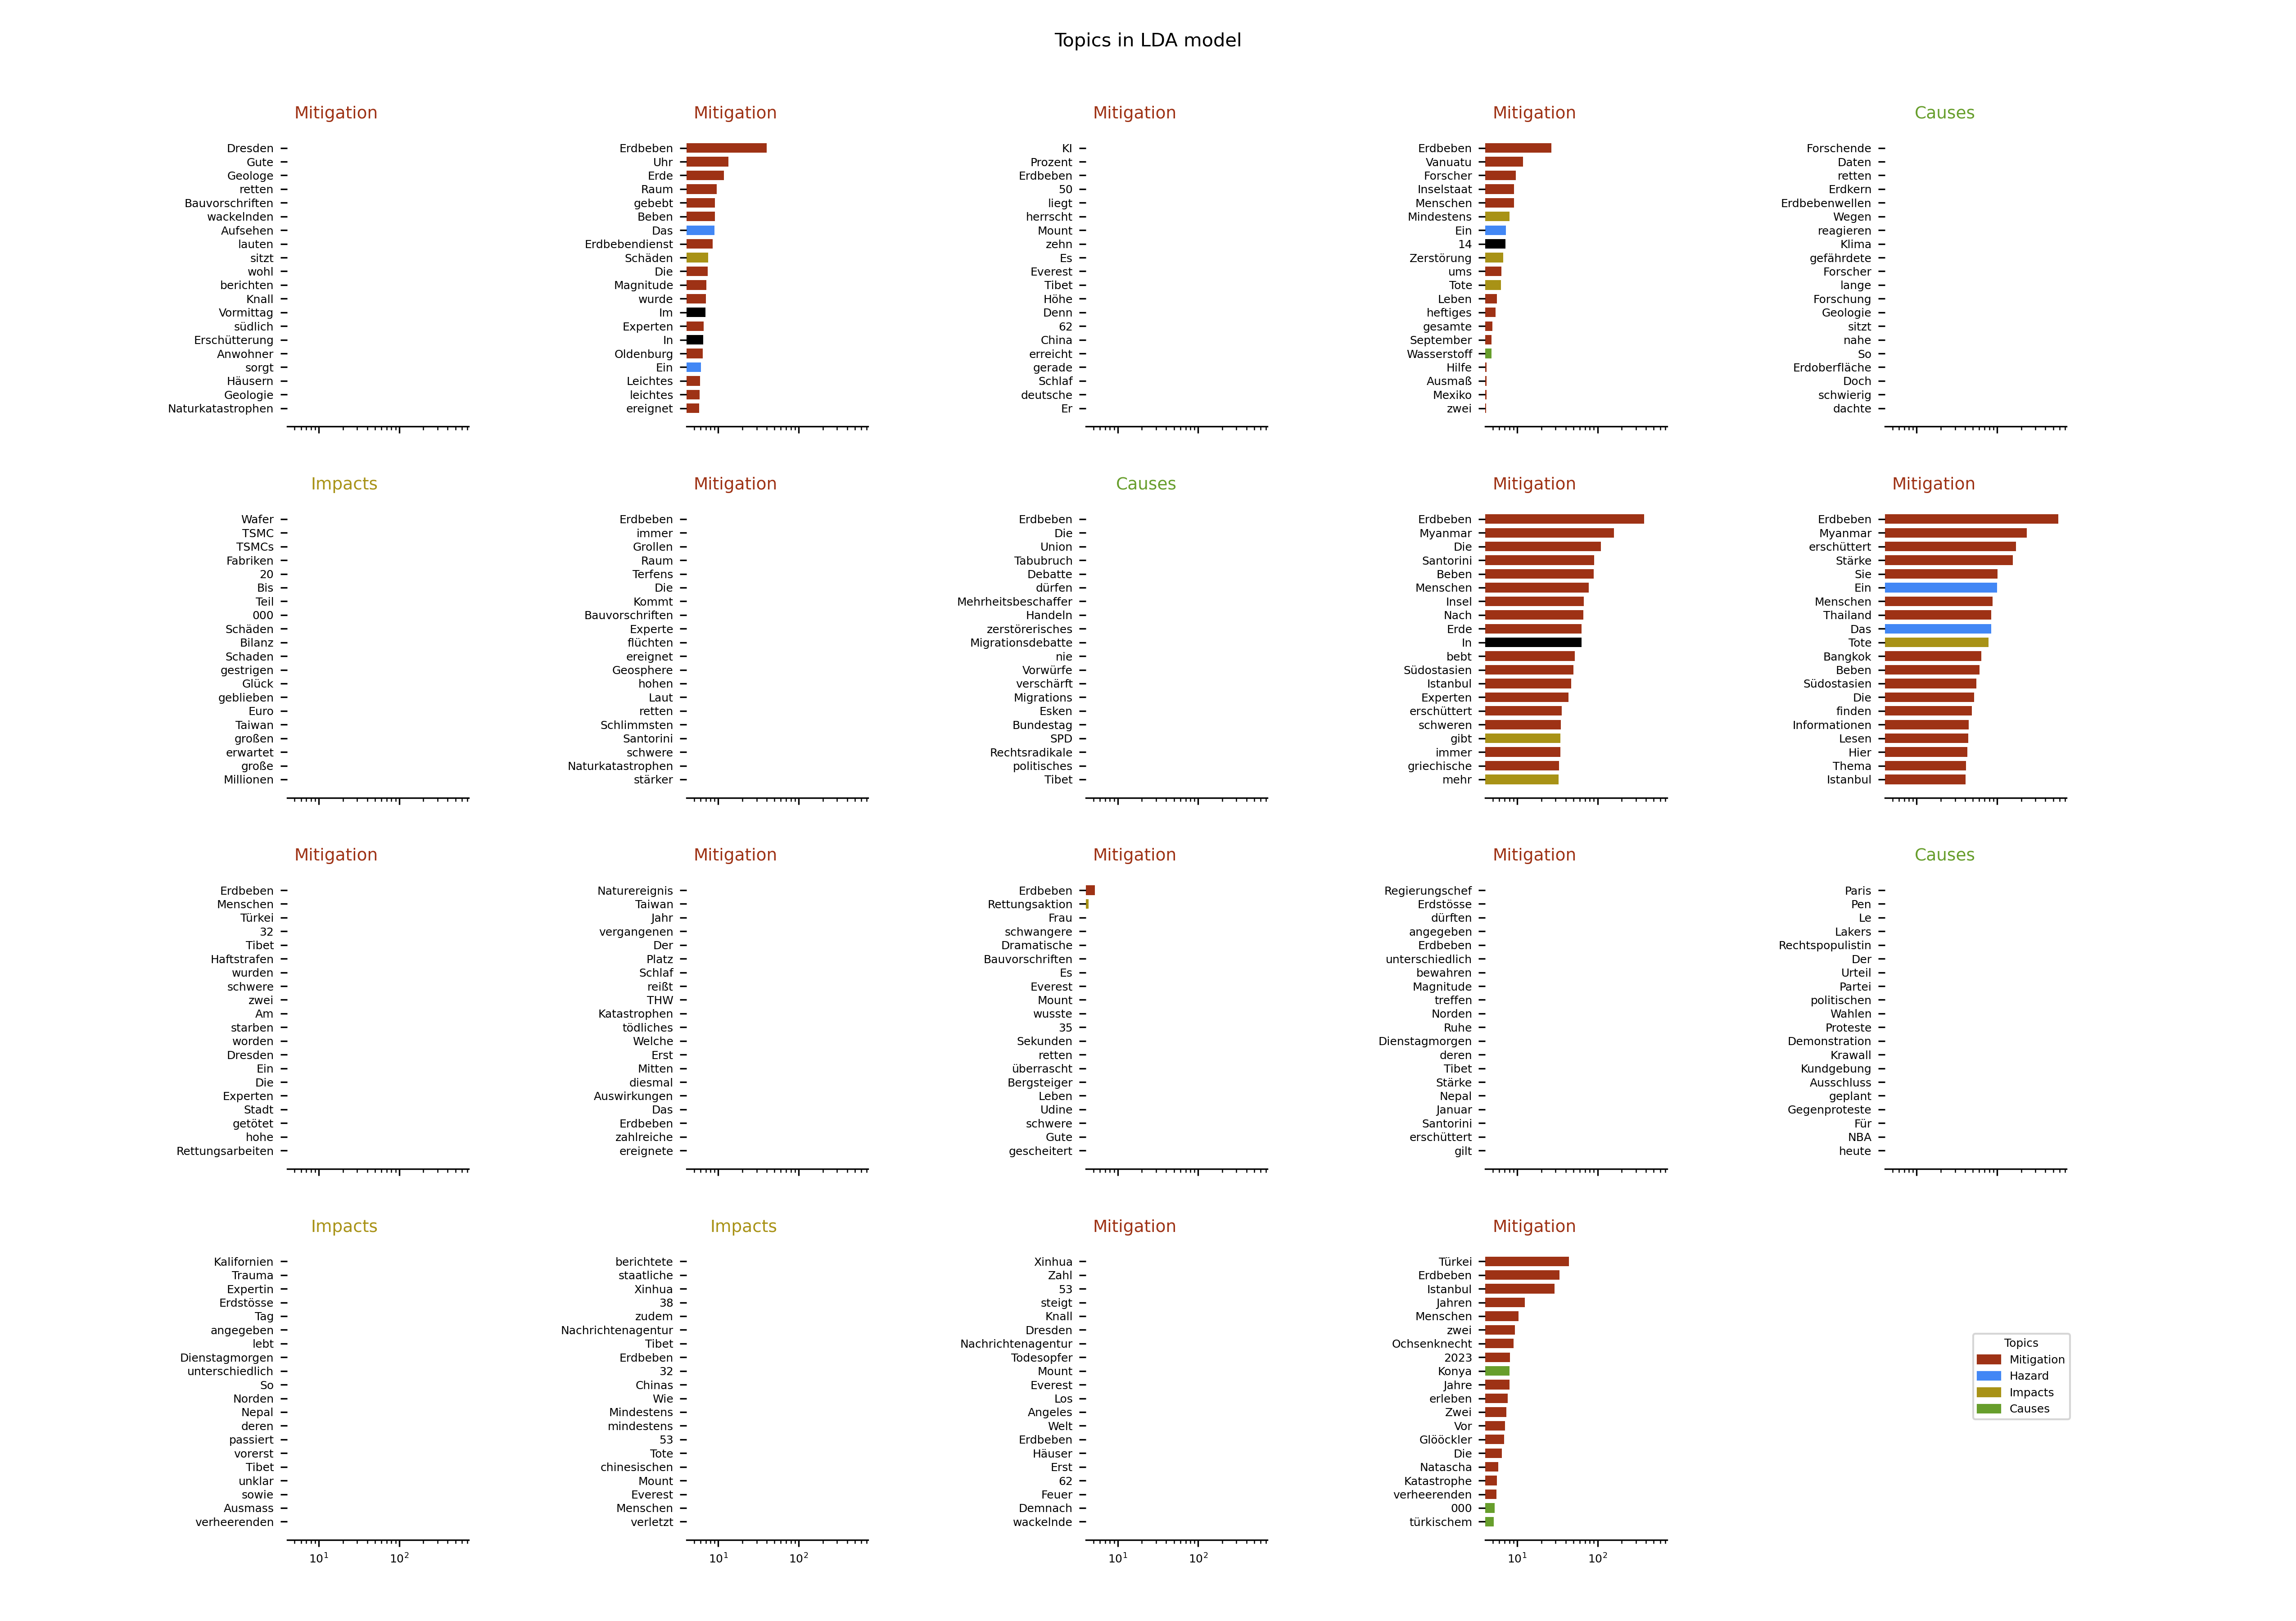 Topics in LDA model
Mitigation
Dresden
Gute
Geologe
retten
Bauvorschriften
wackelnden
Aufsehen
lauten
sitzt
wohl
berichten
Knall
Vormittag
südlich
Erschütterung
Anwohner
sorgt
Häusern
Geologie
Naturkatastrophen
Mitigation
Erdbeben
Uhr
Erde
Raum
gebebt
Beben
Das
Erdbebendienst
Schäden
Die
Magnitude
wurde
Im
Experten
In
Oldenburg
Ein
Leichtes
leichtes
ereignet
Mitigation
KI
Prozent
Erdbeben
50
liegt
herrscht
Mount
zehn
Es
Everest
Tibet
Höhe
Denn
62
China
erreicht
gerade
Schlaf
deutsche
Er
Mitigation
Erdbeben
Vanuatu
Forscher
Inselstaat
Menschen
Mindestens
Ein
14
Zerstörung
ums
Tote
Leben
heftiges
gesamte
September
Wasserstoff
Hilfe
Ausmaß
Mexiko
zwei
Causes
Forschende
Daten
retten
Erdkern
Erdbebenwellen
Wegen
reagieren
Klima
gefährdete
Forscher
lange
Forschung
Geologie
sitzt
nahe
So
Erdoberfläche
Doch
schwierig
dachte
Impacts
Wafer
TSMC
TSMCs
Fabriken
20
Bis
Teil
000
Schäden
Bilanz
Schaden
gestrigen
Glück
geblieben
Euro
Taiwan
großen
erwartet
große
Millionen
Mitigation
Erdbeben
immer
Grollen
Raum
Terfens
Die
Kommt
Bauvorschriften
Experte
flüchten
ereignet
Geosphere
hohen
Laut
retten
Schlimmsten
Santorini
schwere
Naturkatastrophen
stärker
Causes
Erdbeben
Die
Union
Tabubruch
Debatte
dürfen
Mehrheitsbeschaffer
Handeln
zerstörerisches
Migrationsdebatte
nie
Vorwürfe
verschärft
Migrations
Esken
Bundestag
SPD
Rechtsradikale
politisches
Tibet
Mitigation
Erdbeben
Myanmar
Die
Santorini
Beben
Menschen
Insel
Nach
Erde
In
bebt
Südostasien
Istanbul
Experten
erschüttert
schweren
gibt
immer
griechische
mehr
Mitigation
Erdbeben
Myanmar
erschüttert
Stärke
Sie
Ein
Menschen
Thailand
Das
Tote
Bangkok
Beben
Südostasien
Die
finden
Informationen
Lesen
Hier
Thema
Istanbul
Mitigation
Erdbeben
Menschen
Türkei
32
Tibet
Haftstrafen
wurden
schwere
zwei
Am
starben
worden
Dresden
Ein
Die
Experten
Stadt
getötet
hohe
Rettungsarbeiten
Mitigation
Naturereignis
Taiwan
Jahr
vergangenen
Der
Platz
Schlaf
reißt
THW
Katastrophen
tödliches
Welche
Erst
Mitten
diesmal
Auswirkungen
Das
Erdbeben
zahlreiche
ereignete
Mitigation
Erdbeben
Rettungsaktion
Frau
schwangere
Dramatische
Bauvorschriften
Es
Everest
Mount
wusste
35
Sekunden
retten
überrascht
Bergsteiger
Leben
Udine
schwere
Gute
gescheitert
Mitigation
Regierungschef
Erdstösse
dürften
angegeben
Erdbeben
unterschiedlich
bewahren
Magnitude
treffen
Norden
Ruhe
Dienstagmorgen
deren
Tibet
Stärke
Nepal
Januar
Santorini
erschüttert
gilt
Causes
Paris
Pen
Le
Lakers
Rechtspopulistin
Der
Urteil
Partei
politischen
Wahlen
Proteste
Demonstration
Krawall
Kundgebung
Ausschluss
geplant
Gegenproteste
Für
NBA
heute
Impacts
Kalifornien
Trauma
Expertin
Erdstösse
Tag
angegeben
lebt
Dienstagmorgen
unterschiedlich
So
Norden
Nepal
deren
passiert
vorerst
Tibet
unklar
sowie
Ausmass
verheerenden
10¹ 10²
Impacts
berichtete
staatliche
Xinhua
38
zudem
Nachrichtenagentur
Tibet
Erdbeben
32
Chinas
Wie
Mindestens
mindestens
53
Tote
chinesischen
Mount
Everest
Menschen
verletzt
10¹ 10²
Mitigation
Xinhua
Zahl
53
steigt
Knall
Dresden
Nachrichtenagentur
Todesopfer
Mount
Everest
Los
Angeles
Welt
Erdbeben
Häuser
Erst
62
Feuer
Demnach
wackelnde
10¹ 10²
Mitigation
Türkei
Erdbeben
Istanbul
Jahren
Menschen
zwei
Ochsenknecht
2023
Konya
Jahre
erleben
Zwei
Vor
Glööckler
Die
Natascha
Katastrophe
verheerenden
000
türkischem
10¹ 10²
Topics
Mitigation
Hazard
Impacts
Causes